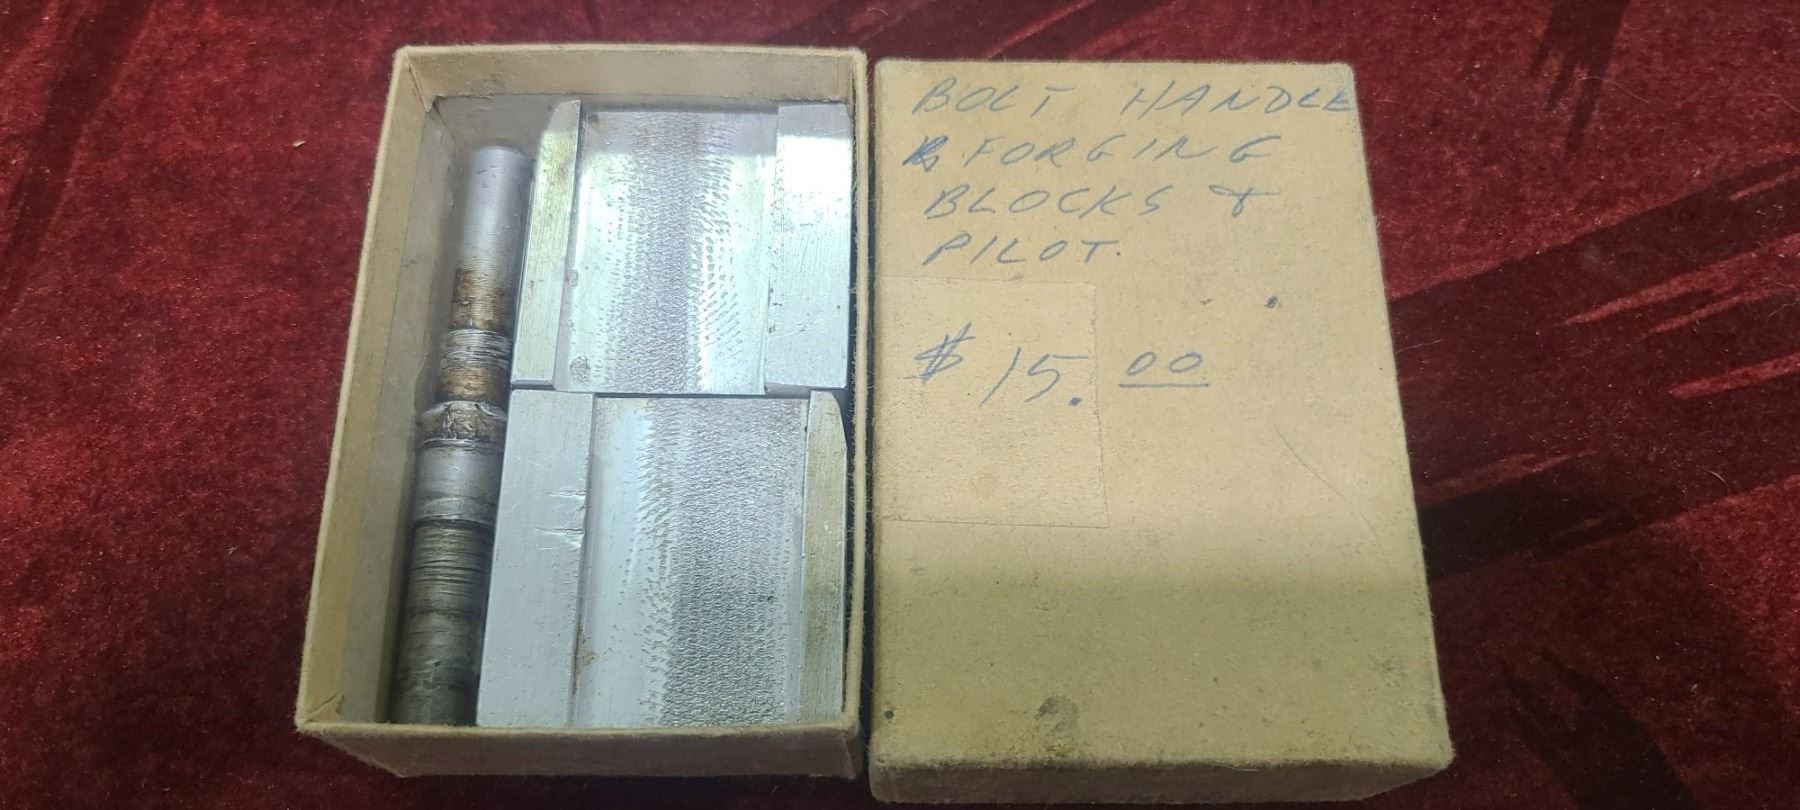 BOLT HANDLE
FORGING
BLOCKS &
PILOT.
$15.00